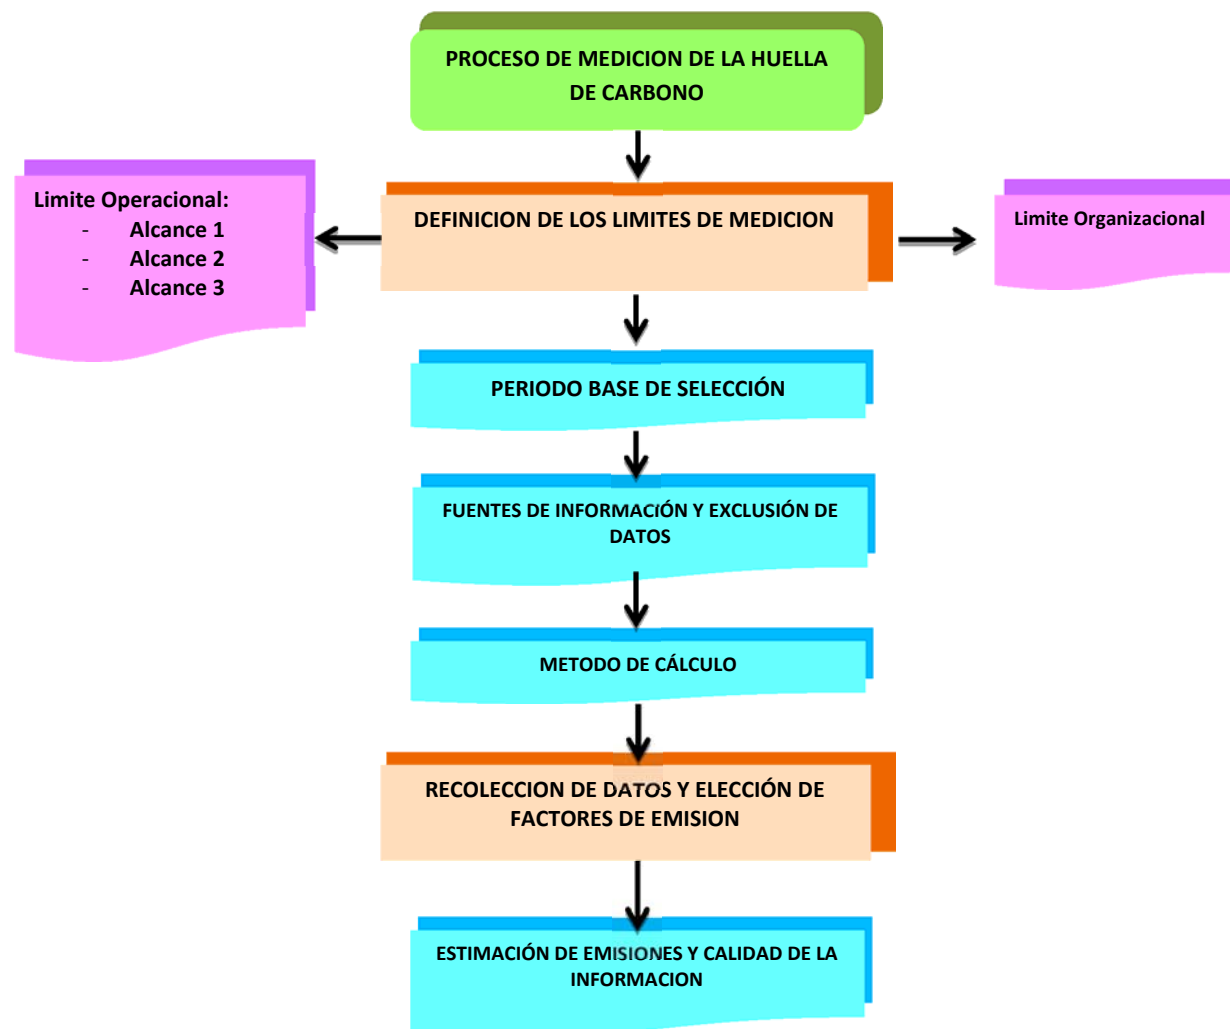 PROCESO DE MEDICION DE LA HUELLA
DE CARBONO
Limite Operacional:
- Alcance 1
- Alcance 2
- Alcance 3
DEFINICION DE LOS LIMITES DE MEDICION
Limite Organizacional
PERIODO BASE DE SELECCIÓN
FUENTES DE INFORMACIÓN Y EXCLUSIÓN DE
DATOS
METODO DE CÁLCULO
RECOLECCION DE DATOS Y ELECCIÓN DE
FACTORES DE EMISION
ESTIMACIÓN DE EMISIONES Y CALIDAD DE LA
INFORMACION